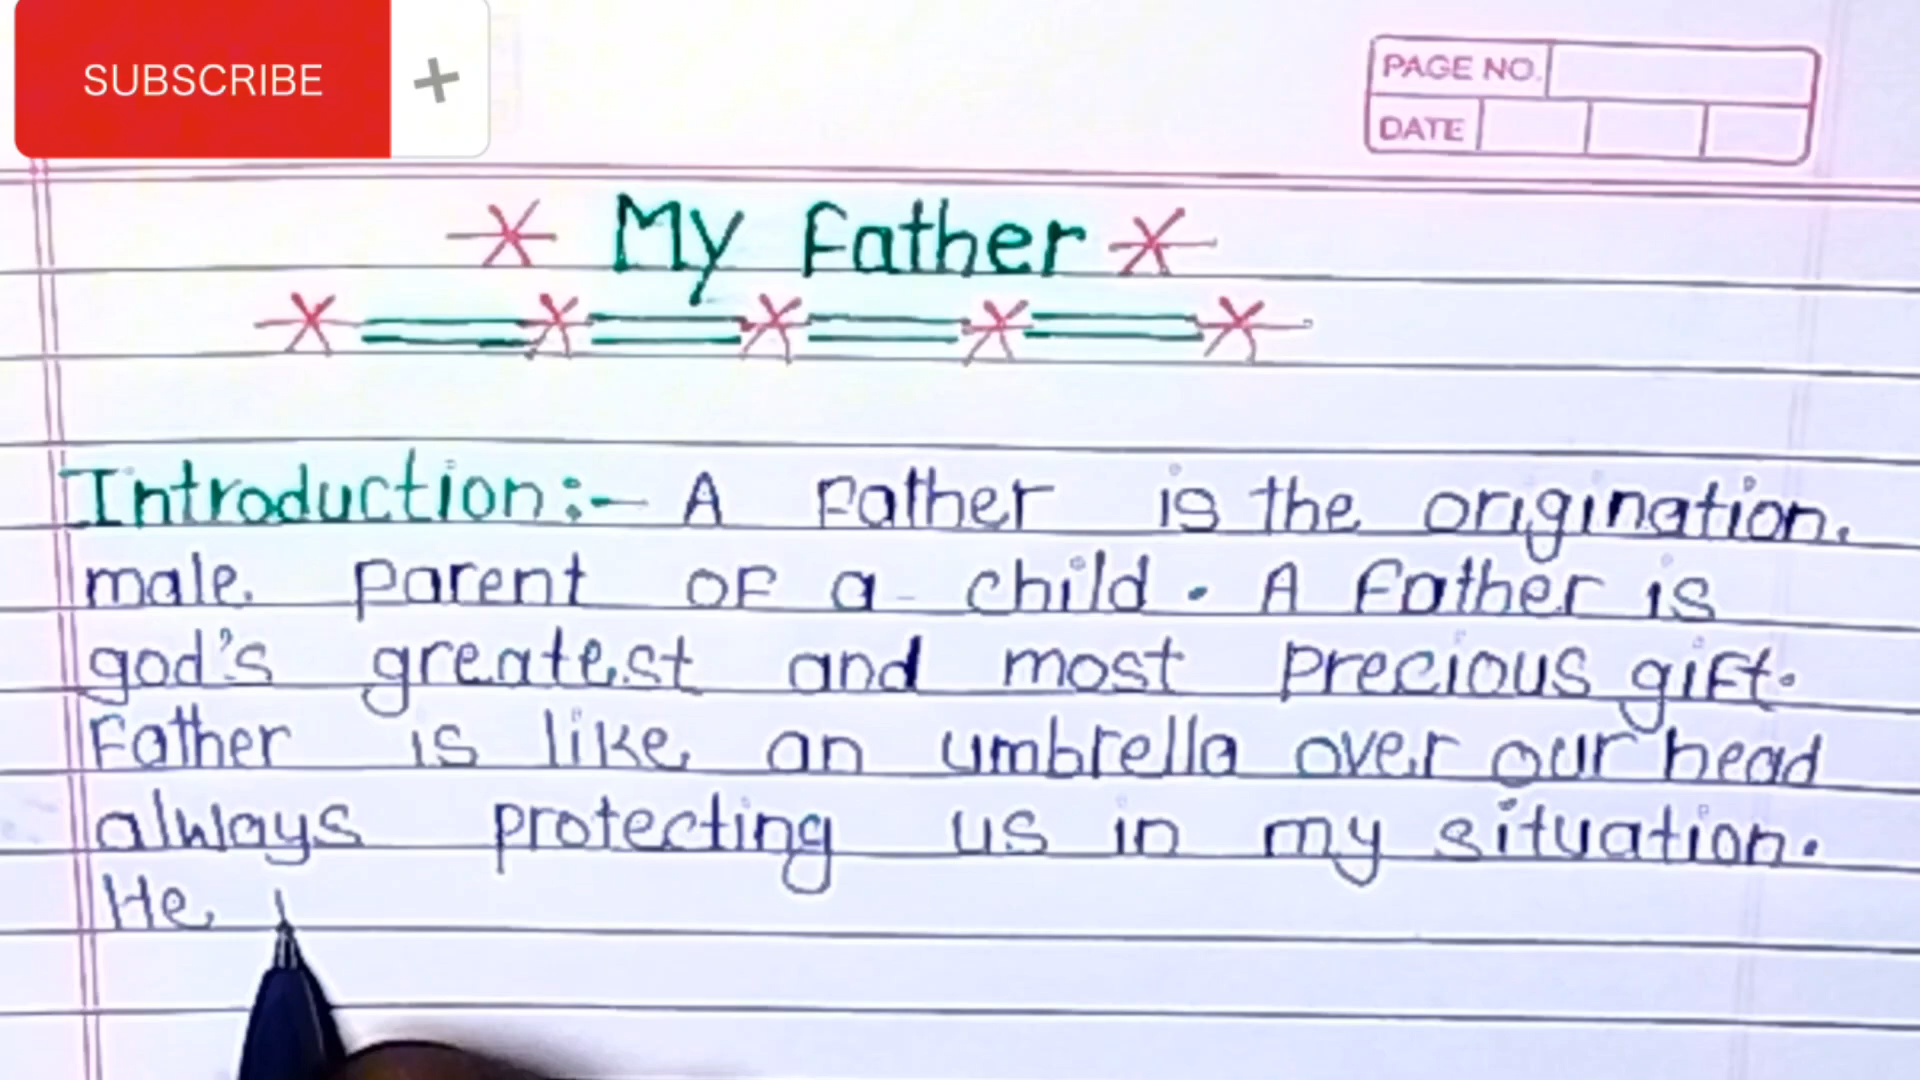 SUBSCRIBE +
PAGE NO.
DATE
My Father
Introduction:- A Father is the origination.
male parent of a child. A father is
god's greatest and most precious gift.
Father is like an umbrella over our head
always protecting us in my situation.
He